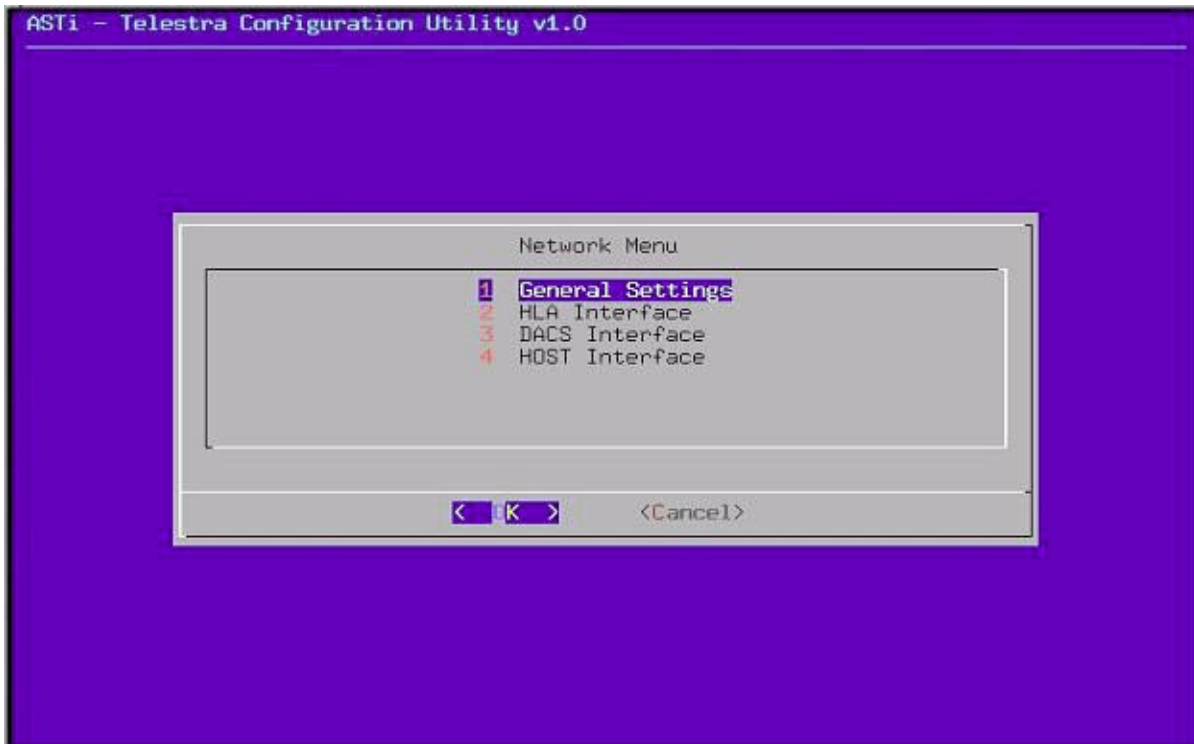 ASTi - Telestra Configuration Utility v1.0
Network Menu
1 General Settings
2 HLA Interface
3 DACS Interface
4 HOST Interface
< OK > <Cancel>